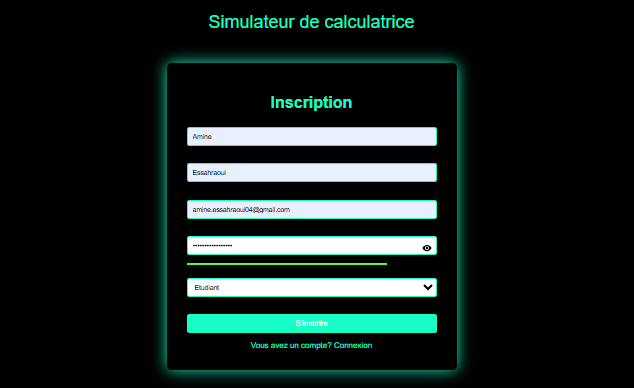 Simulateur de calculatrice
Inscription
Amine
Essahraoui
amine.essahraoui04@gmail.com
•••••••••••••••••
Etudiant
S'inscrire
Vous avez un compte? Connexion